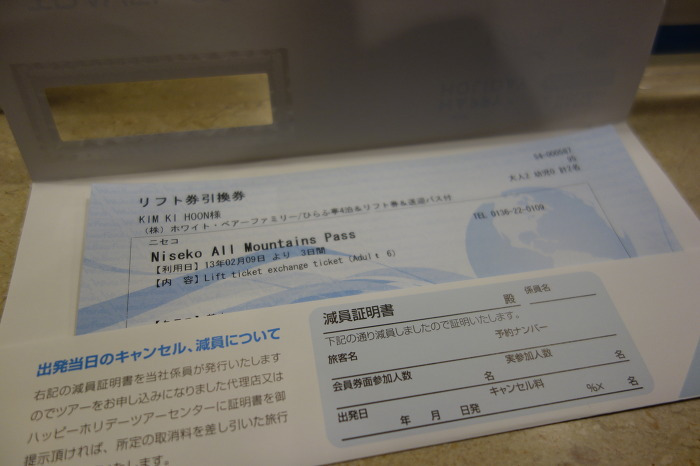 リフト券引換券
KIM KI HOON様
(株)ホワイト・ベアーファミリー/ひらふ亭4泊&リフト券&送迎バス付
TEL 0136-22-0109
ニセコ
Niseko All Mountains Pass
【利用日】13年02月09日 より 3日間
【内 容】Lift ticket exchange ticket (Adult 6)
出発当日のキャンセル、減員について
右記の減員証明書を当社係員が発行いたします
のでツアーをお申し込みになりました代理店又は
ハッピーホリデーツアーセンターに証明書を御
提示頂ければ、所定の取消料を差し引いた旅行
減員証明書 殿 係員名
下記の通り減員しましたので証明いたします。
旅客名 予約ナンバー
会員券面参加人数 名 実参加人数 名
出発日 年 月 日発 キャンセル料 %× 名